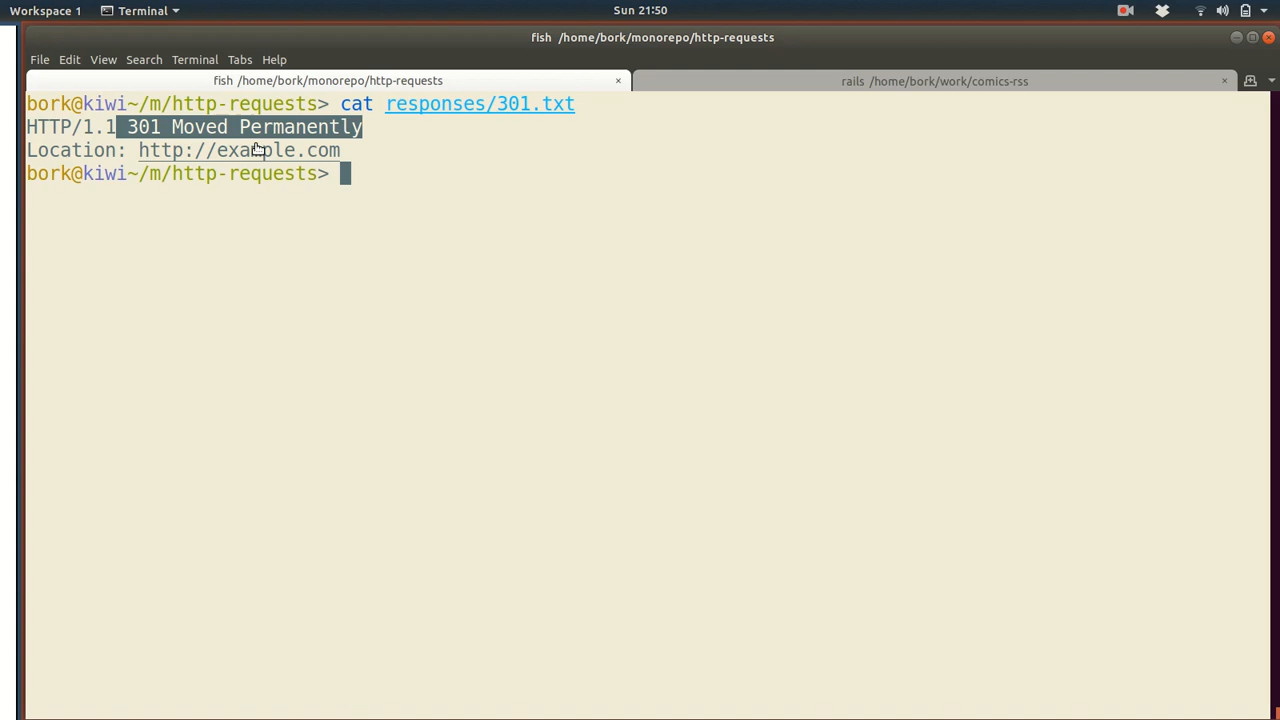 Workspace 1 Terminal Sun 21:50
fish /home/bork/monorepo/http-requests
File Edit View Search Terminal Tabs Help
fish /home/bork/monorepo/http-requests × rails /home/bork/work/comics-rss ×
bork@kiwi~/m/http-requests> cat responses/301.txt
HTTP/1.1 301 Moved Permanently
Location: http://example.com
bork@kiwi~/m/http-requests>